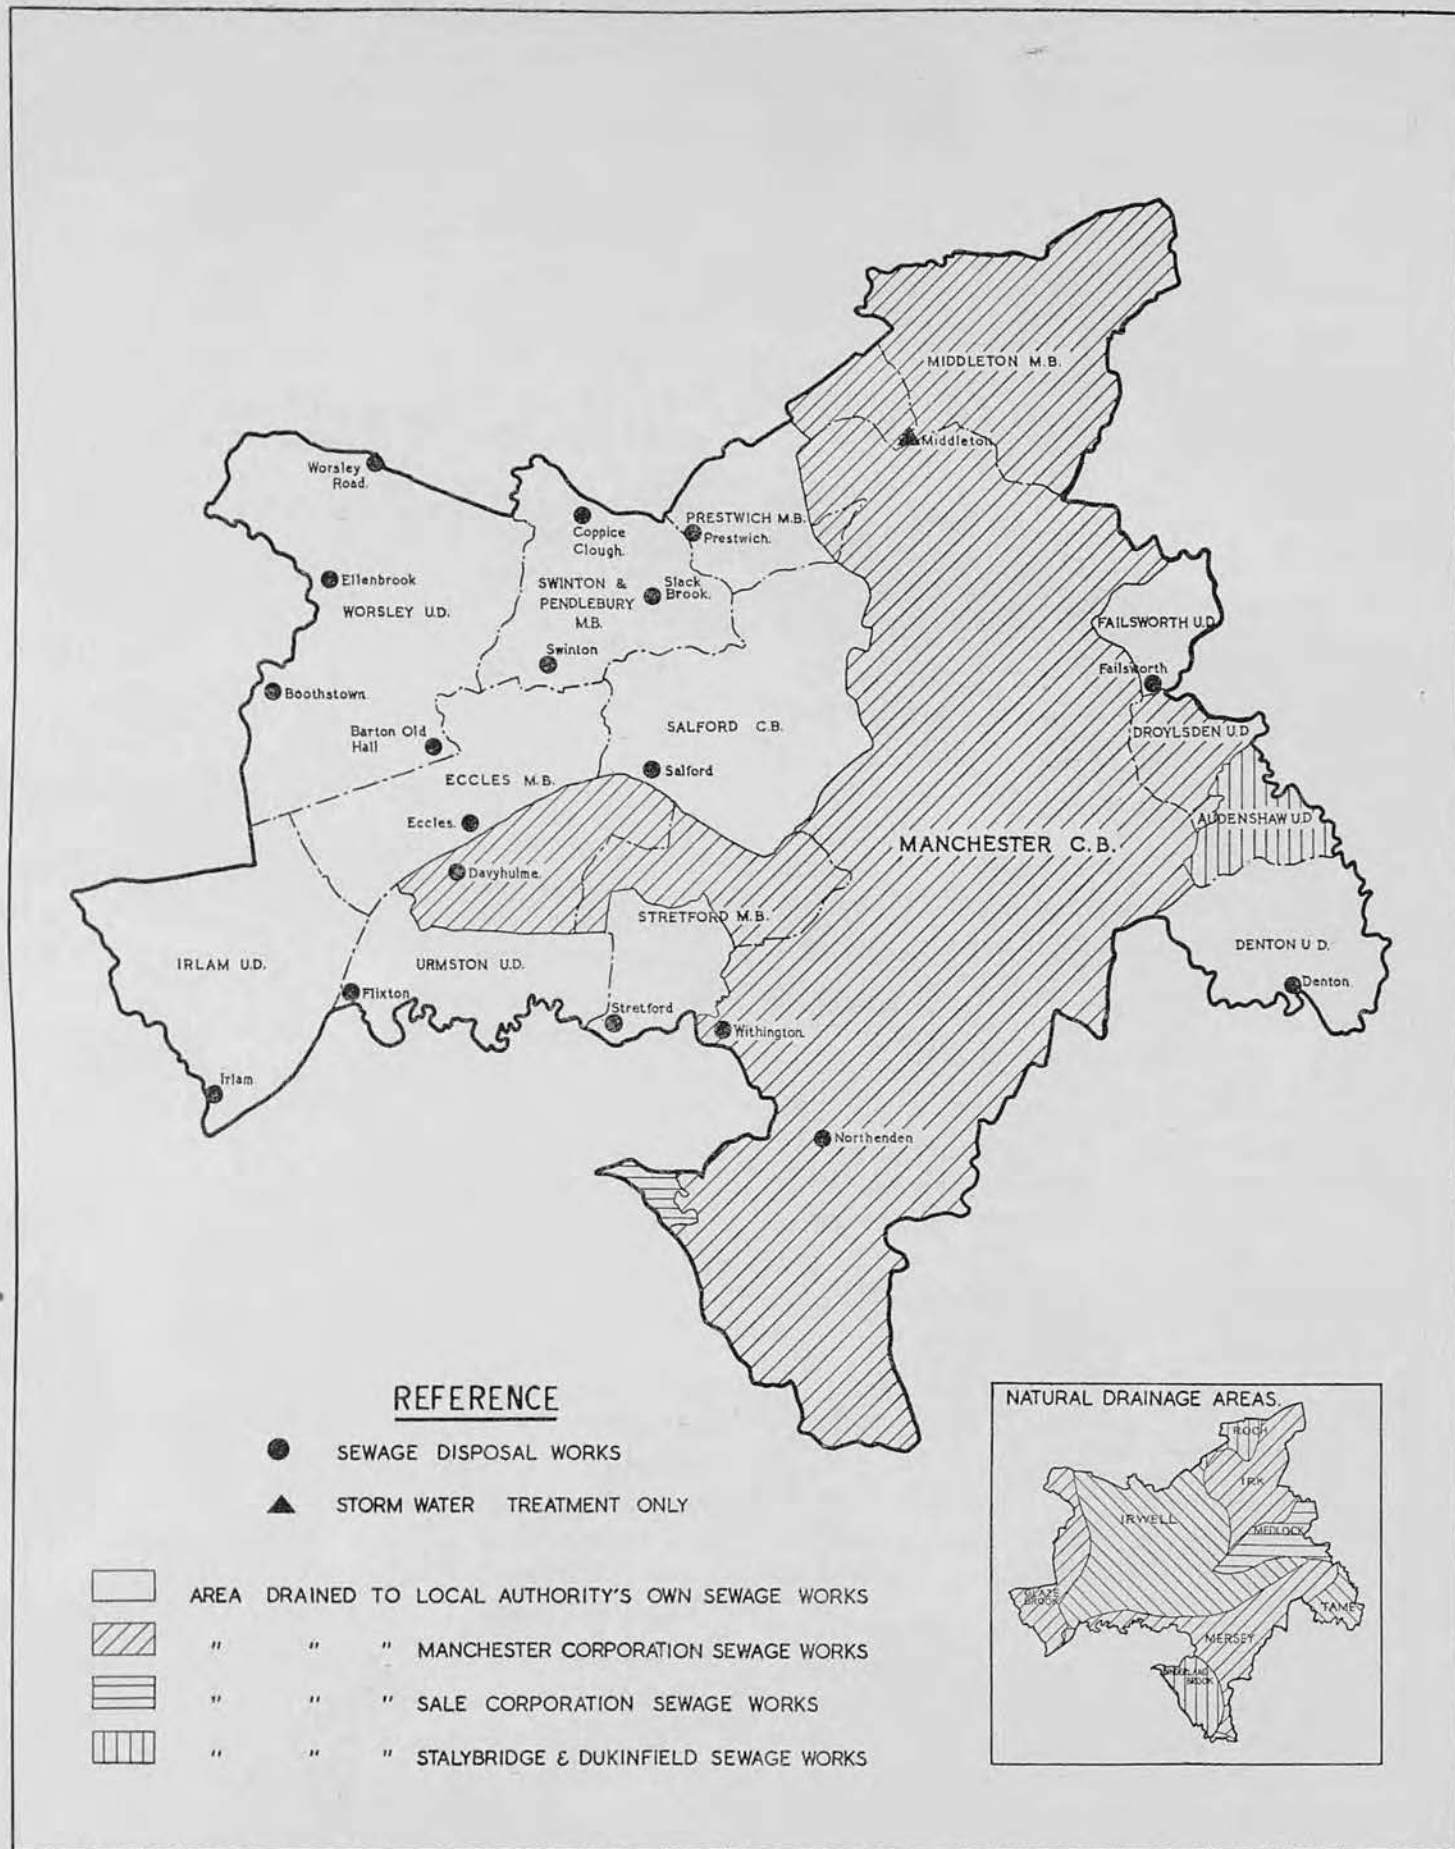 MIDDLETON M.B.
Middleton
Worsley
Road.
PRESTWICH M.B.
Prestwich.
Coppice
Clough.
Ellenbrook
SWINTON &
PENDLEBURY
M.B.
Slack
Brook.
WORSLEY U.D.
FAILSWORTH U.D.
Swinton
Failsworth
Boothstown
Barton Old
Hall
SALFORD C.B.
DROYLSDEN U.D
ECCLES M.B.
Salford
Eccles.
AUDENSHAW U.D
MANCHESTER C.B.
Davyhulme.
STRETFORD M.B.
DENTON U D.
IRLAM U.D.
URMSTON U.D.
Flixton
Denton
Stretford
Withington.
Irlam
Northenden
REFERENCE
SEWAGE DISPOSAL WORKS
STORM WATER TREATMENT ONLY
AREA DRAINED TO LOCAL AUTHORITY'S OWN SEWAGE WORKS
" " " MANCHESTER CORPORATION SEWAGE WORKS
" " " SALE CORPORATION SEWAGE WORKS
" " " STALYBRIDGE & DUKINFIELD SEWAGE WORKS
NATURAL DRAINAGE AREAS.
ROCH
IRK
IRWELL
MEDLOCK
GLAZE
BROOK
TAME
MERSEY
BROOK